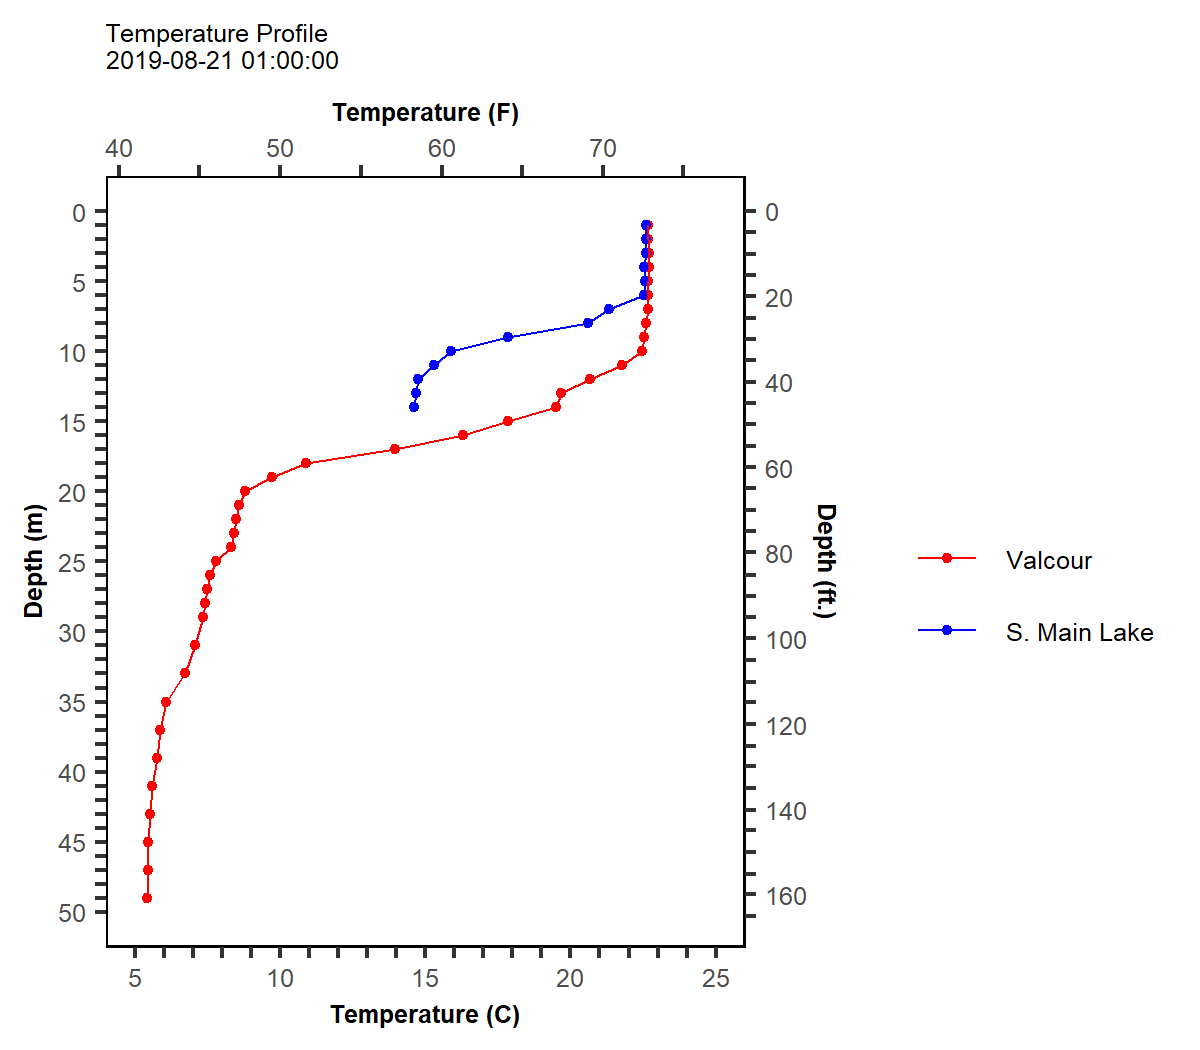 Temperature Profile
2019-08-21 01:00:00
Temperature (F)
40 50 60 70
0
5
10
15
20
25
30
35
40
45
50
Depth (m)
0
20
40
60
80
100
120
140
160
Depth (ft.)
Valcour
S. Main Lake
5 10 15 20 25
Temperature (C)